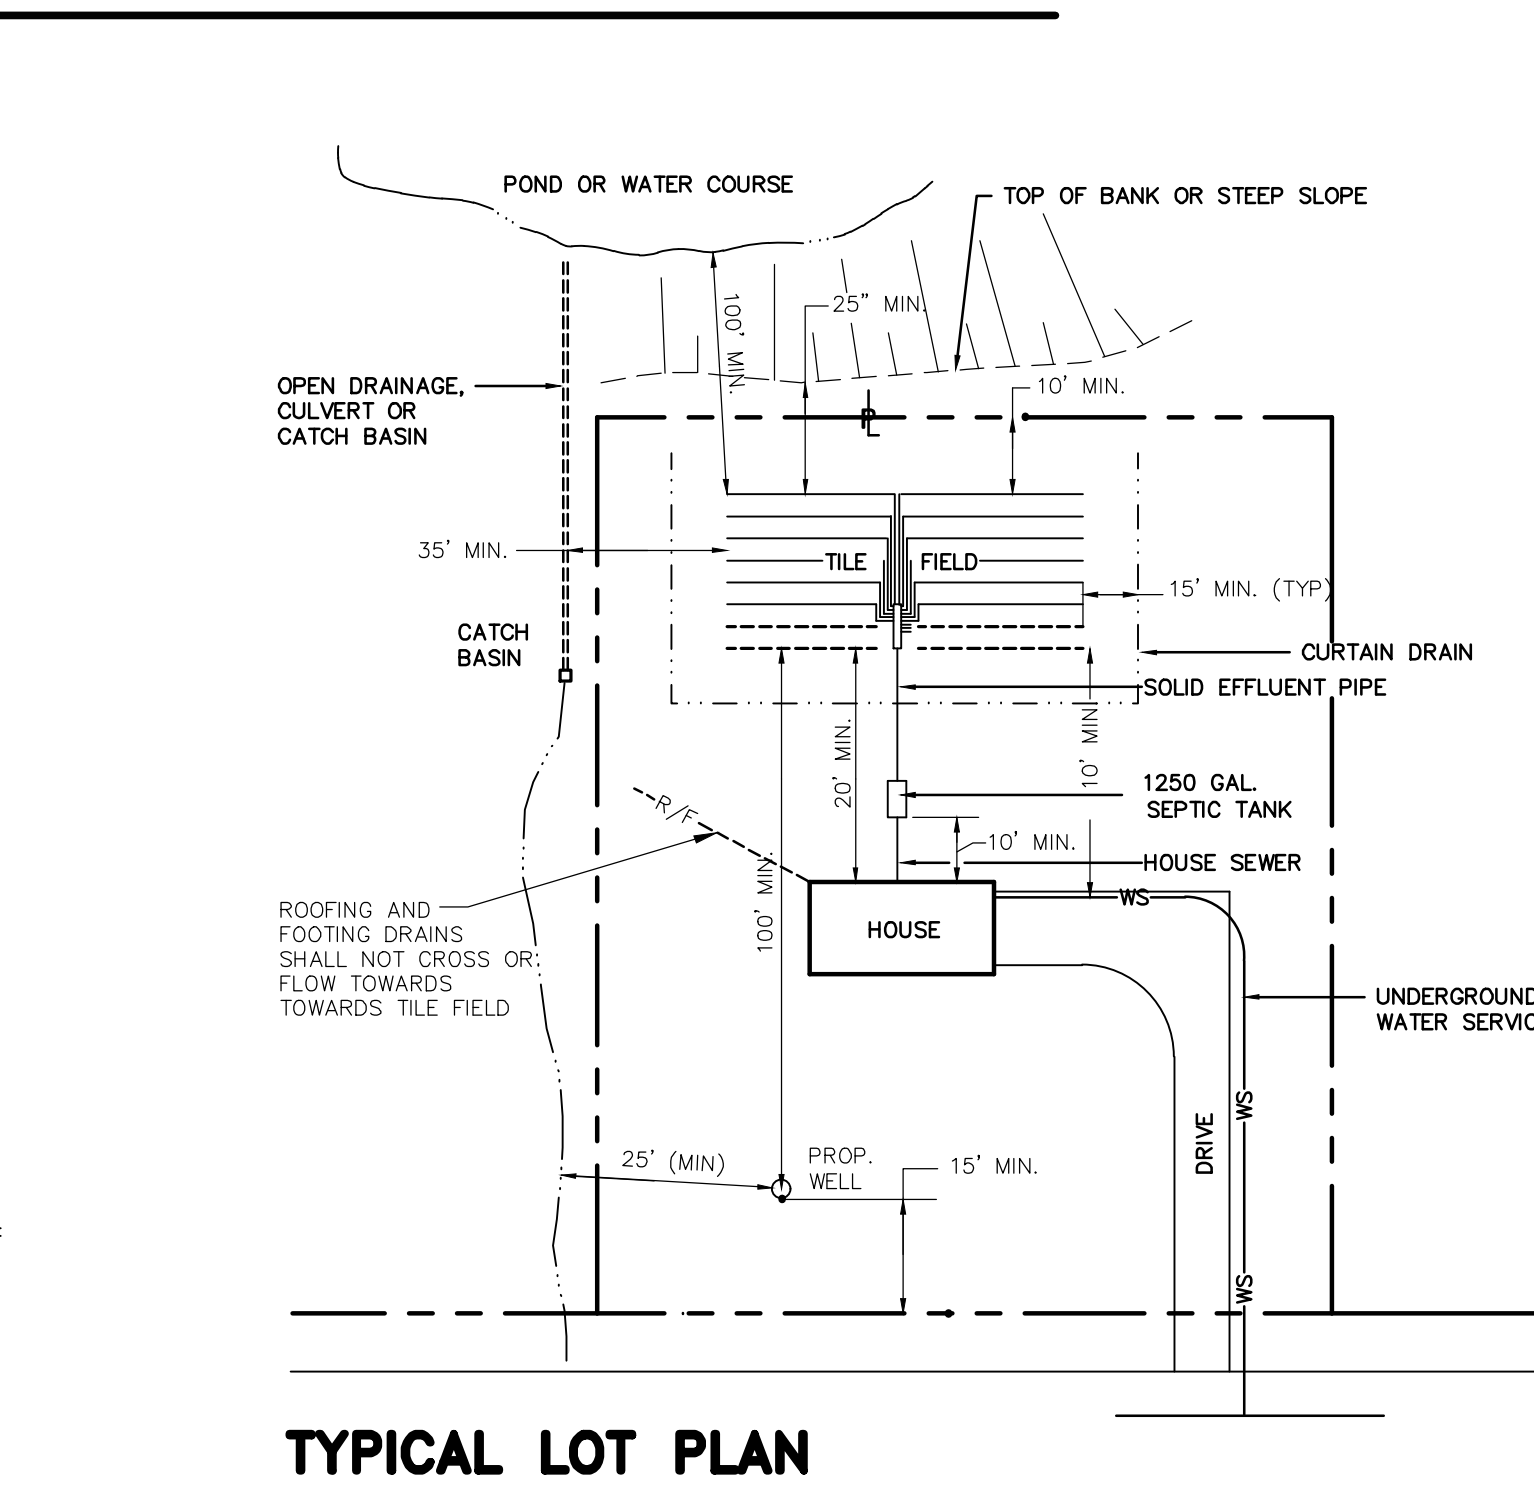 POND OR WATER COURSE
TOP OF BANK OR STEEP SLOPE
100' MIN.
25" MIN.
10' MIN.
OPEN DRAINAGE,
CULVERT OR
CATCH BASIN
PL
35' MIN.
TILE FIELD
15' MIN. (TYP)
CATCH
BASIN
CURTAIN DRAIN
SOLID EFFLUENT PIPE
10' MIN
20' MIN.
1250 GAL.
SEPTIC TANK
R/F
10' MIN.
HOUSE SEWER
100' MIN.
WS
ROOFING AND
FOOTING DRAINS
SHALL NOT CROSS OR
FLOW TOWARDS
TOWARDS TILE FIELD
HOUSE
UNDERGROUND
WATER SERVIC
WS
DRIVE
25' (MIN)
PROP.
WELL
15' MIN.
WS
TYPICAL LOT PLAN